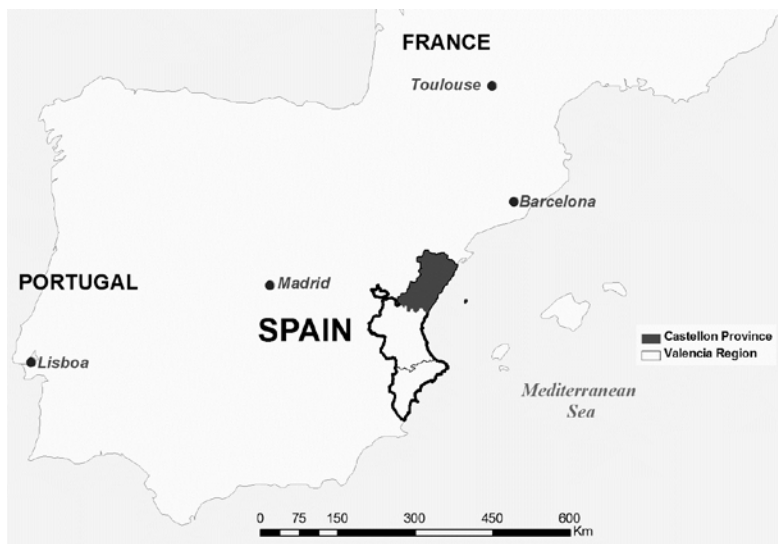 FRANCE
Toulouse
Barcelona
PORTUGAL
Madrid
SPAIN
Castellon Province
Valencia Region
Lisboa
Mediterranean
Sea
0 75 150 300 450 600
Km